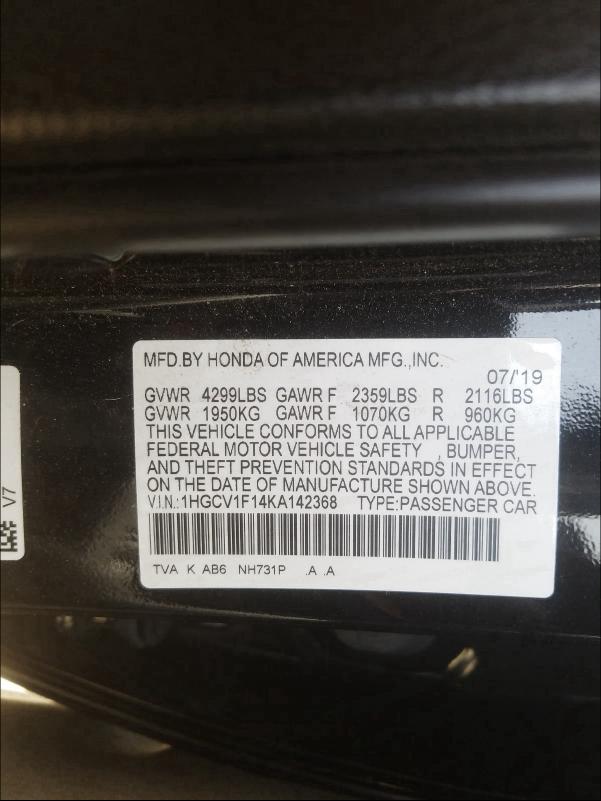 MFD.BY HONDA OF AMERICA MFG.,INC.
07/'19
GVWR 4299LBS GAWR F 2359LBS R 2116LBS
GVWR 1950KG GAWR F 1070KG R 960KG
THIS VEHICLE CONFORMS TO ALL APPLICABLE
FEDERAL MOTOR VEHICLE SAFETY , BUMPER,
AND THEFT PREVENTION STANDARDS IN EFFECT
ON THE DATE OF MANUFACTURE SHOWN ABOVE.
V.I.N.:1HGCV1F14KA142368 TYPE:PASSENGER CAR
TVA K AB6 NH731P .A .A
V7